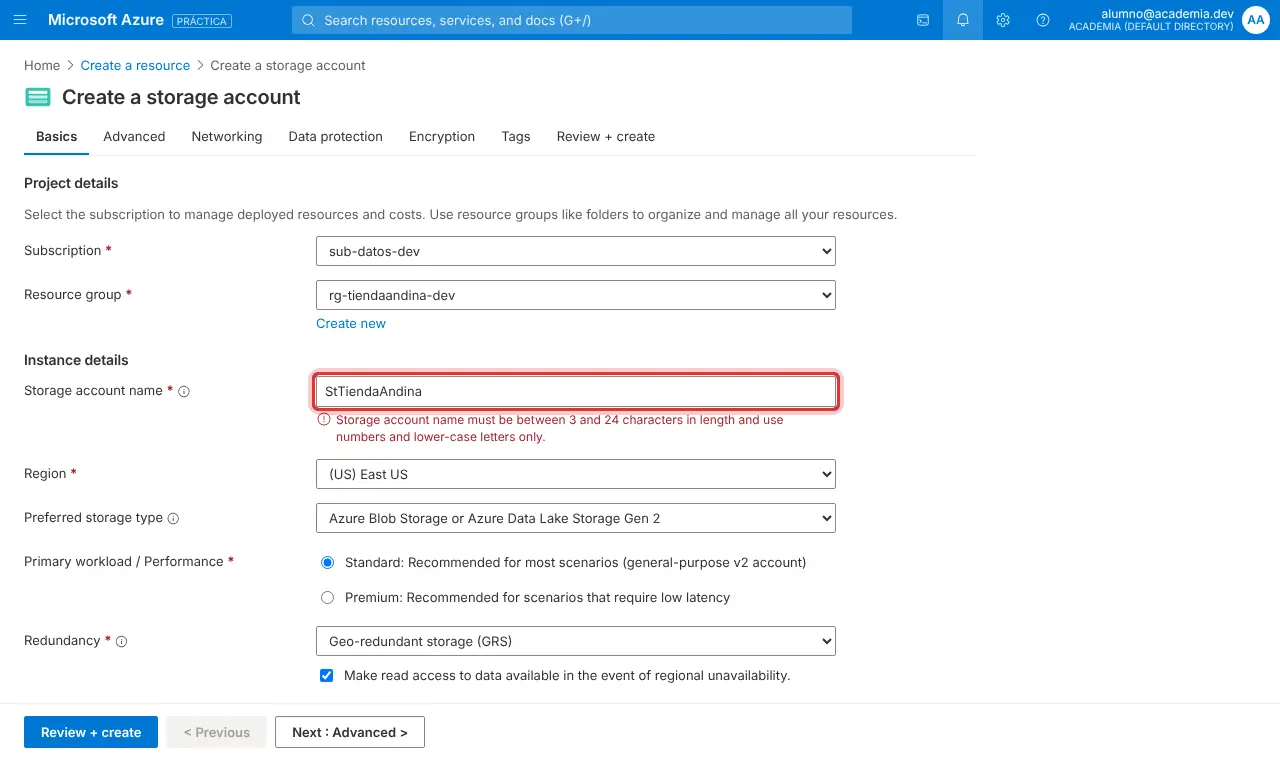 Microsoft Azure PRÁCTICA
Search resources, services, and docs (G+/)
alumno@academia.dev
ACADEMIA (DEFAULT DIRECTORY)
AA
Home > Create a resource > Create a storage account
Create a storage account
Basics Advanced Networking Data protection Encryption Tags Review + create
Project details
Select the subscription to manage deployed resources and costs. Use resource groups like folders to organize and manage all your resources.
Subscription * sub-datos-dev
Resource group * rg-tiendaandina-dev
Create new
Instance details
Storage account name * StTiendaAndina
Storage account name must be between 3 and 24 characters in length and use
numbers and lower-case letters only.
Region * (US) East US
Preferred storage type Azure Blob Storage or Azure Data Lake Storage Gen 2
Primary workload / Performance * Standard: Recommended for most scenarios (general-purpose v2 account)
Premium: Recommended for scenarios that require low latency
Redundancy * Geo-redundant storage (GRS)
Make read access to data available in the event of regional unavailability.
Review + create < Previous Next : Advanced >